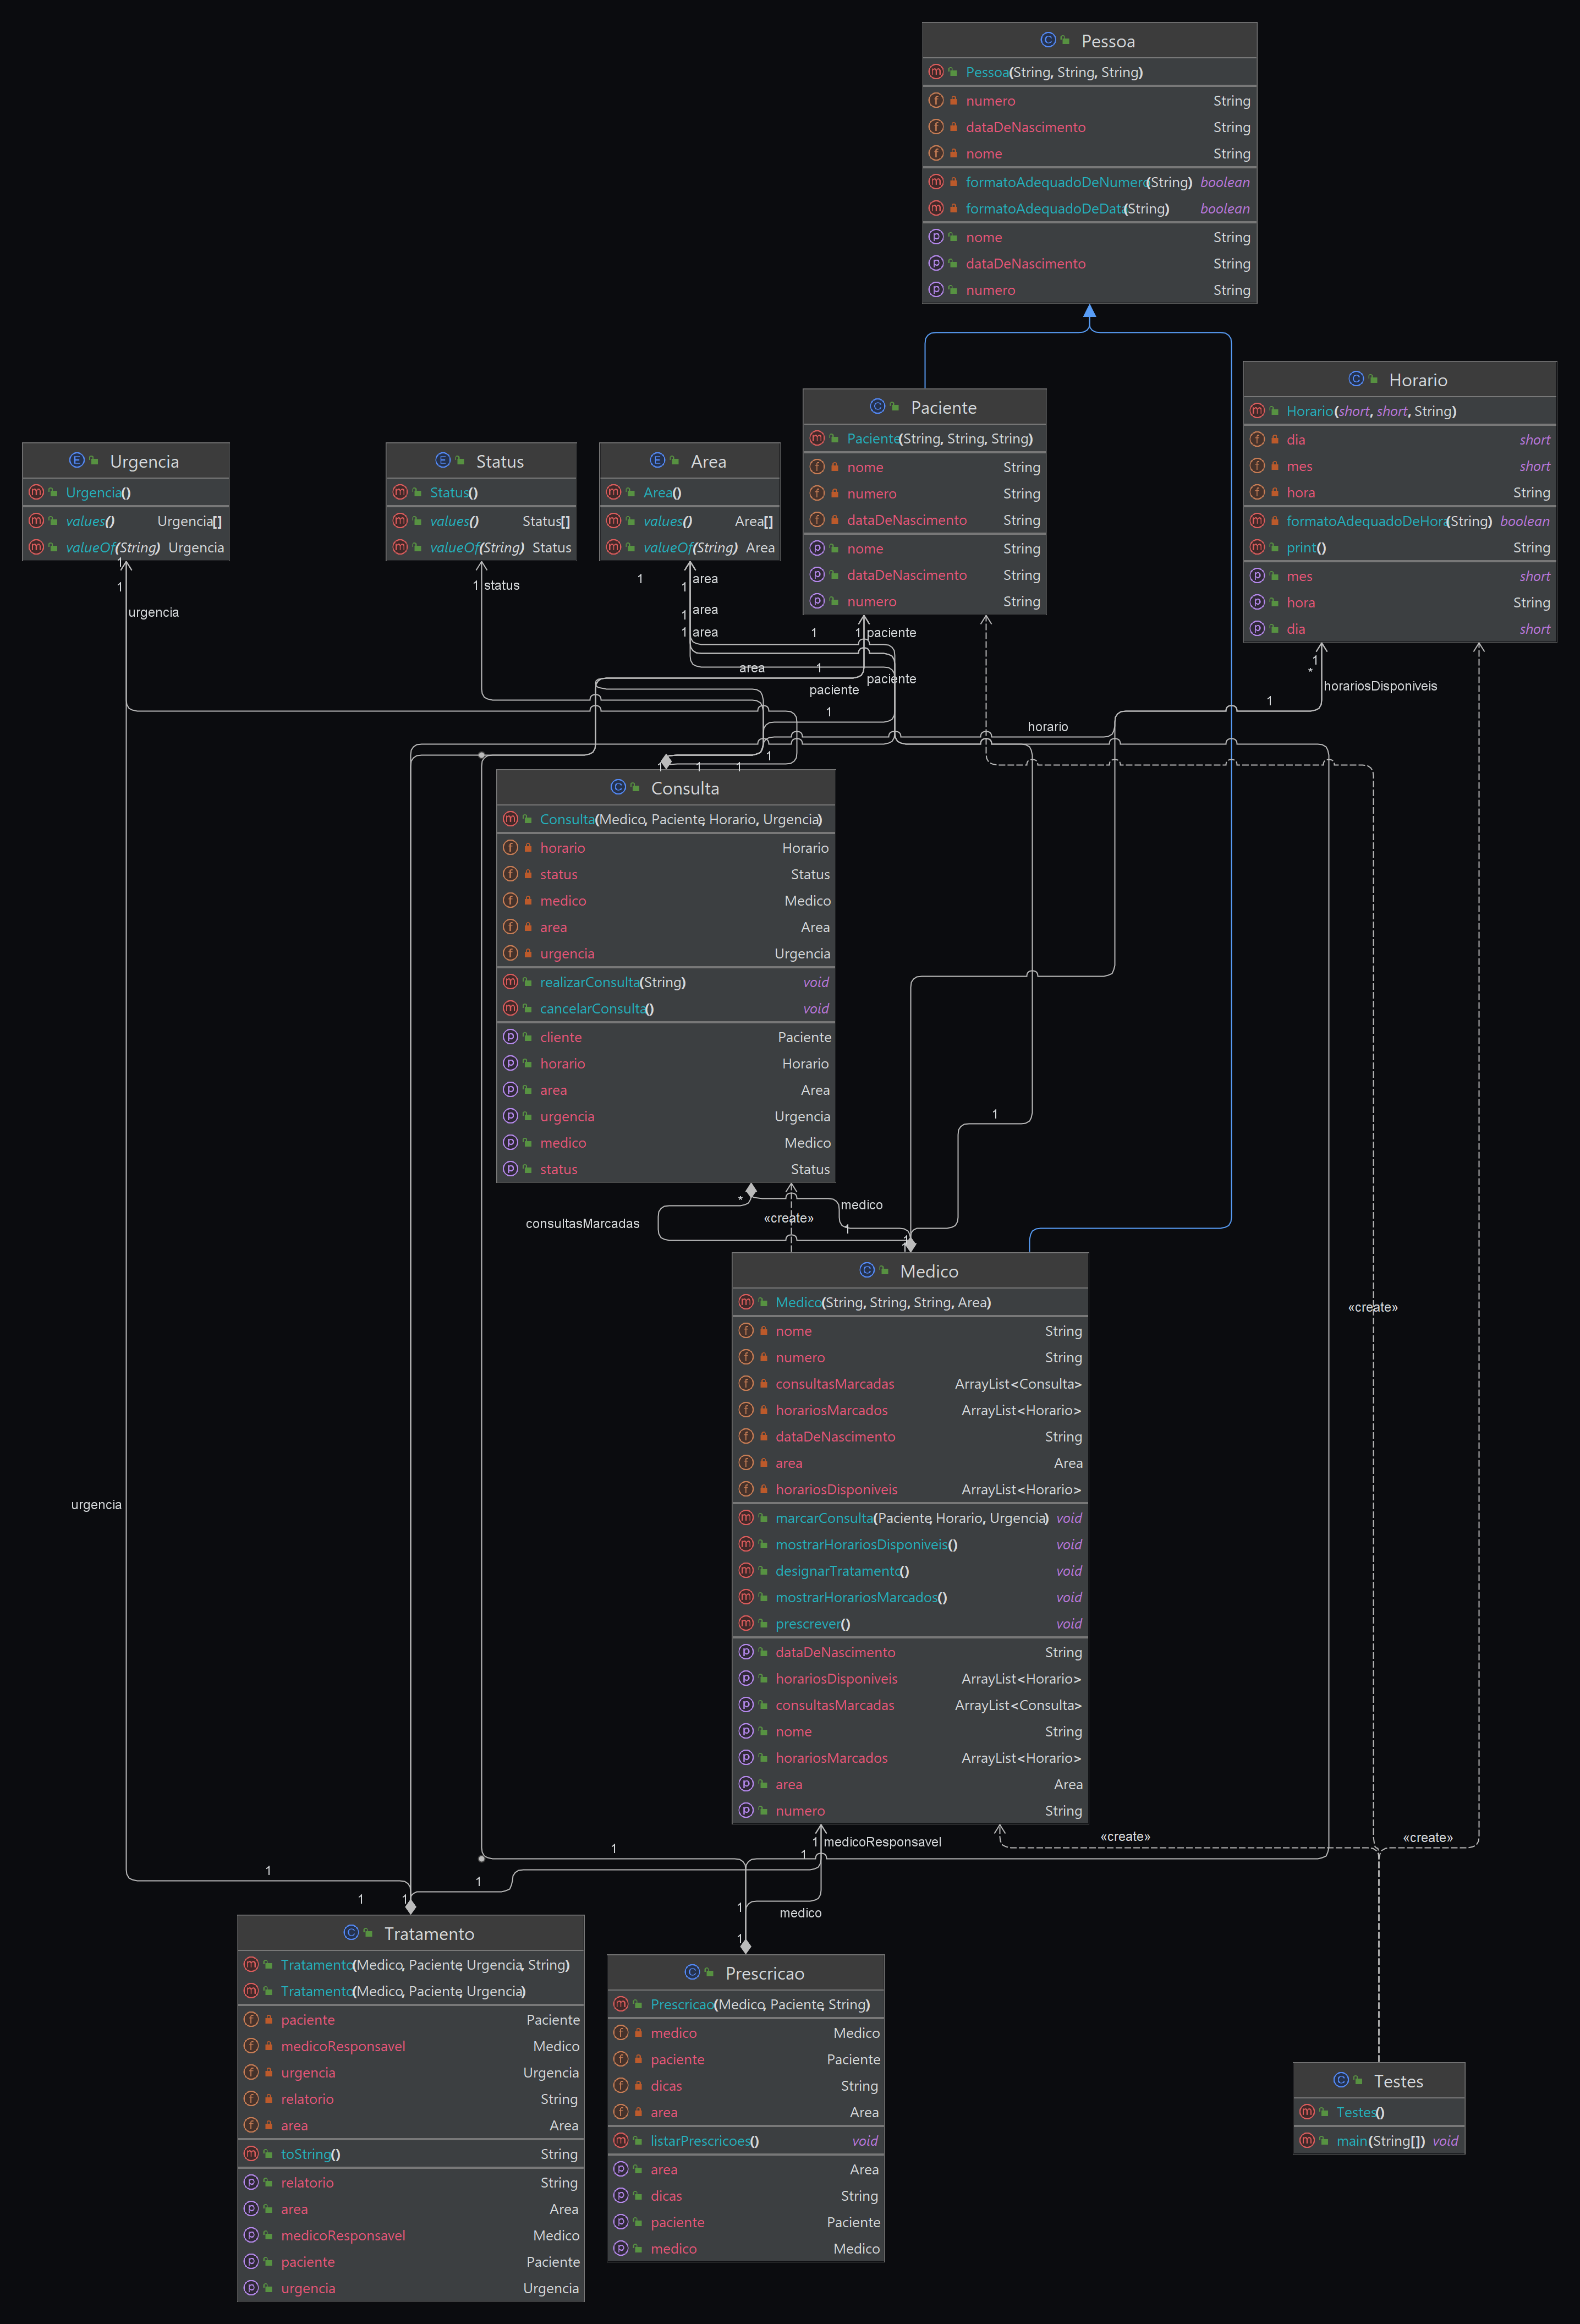 Pessoa
Pessoa(String, String, String)
numero String
dataDeNascimento String
nome String
formatoAdequadoDeNumero(String) boolean
formatoAdequadoDeData(String) boolean
nome String
dataDeNascimento String
numero String
Horario
Horario(short, short, String)
dia short
mes short
hora String
formatoAdequadoDeHora(String) boolean
print() String
mes short
hora String
dia short
Paciente
Paciente(String, String, String)
nome String
numero String
dataDeNascimento String
nome String
dataDeNascimento String
numero String
Urgencia
Urgencia()
values() Urgencia[]
valueOf(String) Urgencia
Status
Status()
values() Status[]
valueOf(String) Status
Area
Area()
values() Area[]
valueOf(String) Area
1
1
urgencia
1 status
1
1 area
1 area
1 area
1
1 paciente
area 1
paciente
paciente
1
*
horariosDisponiveis
1
1
horario
1
1 1 1
Consulta
Consulta(Medico, Paciente, Horario, Urgencia)
horario Horario
status Status
medico Medico
area Area
urgencia Urgencia
realizarConsulta(String) void
cancelarConsulta() void
cliente Paciente
horario Horario
area Area
urgencia Urgencia
medico Medico
status Status
1
*
medico
consultasMarcadas
«create»
1
1
1
Medico
Medico(String, String, String, Area)
nome String
numero String
consultasMarcadas ArrayList<Consulta>
horariosMarcados ArrayList<Horario>
dataDeNascimento String
area Area
horariosDisponiveis ArrayList<Horario>
marcarConsulta(Paciente, Horario, Urgencia) void
mostrarHorariosDisponiveis() void
designarTratamento() void
mostrarHorariosMarcados() void
prescrever() void
dataDeNascimento String
horariosDisponiveis ArrayList<Horario>
consultasMarcadas ArrayList<Consulta>
nome String
horariosMarcados ArrayList<Horario>
area Area
numero String
«create»
urgencia
1 medicoResponsavel
«create»
«create»
1
1
1
1
1
1
1
medico
1
Tratamento
Tratamento(Medico, Paciente, Urgencia, String)
Tratamento(Medico, Paciente, Urgencia)
paciente Paciente
medicoResponsavel Medico
urgencia Urgencia
relatorio String
area Area
toString() String
relatorio String
area Area
medicoResponsavel Medico
paciente Paciente
urgencia Urgencia
Prescricao
Prescricao(Medico, Paciente, String)
medico Medico
paciente Paciente
dicas String
area Area
listarPrescricoes() void
area Area
dicas String
paciente Paciente
medico Medico
Testes
Testes()
main(String[]) void